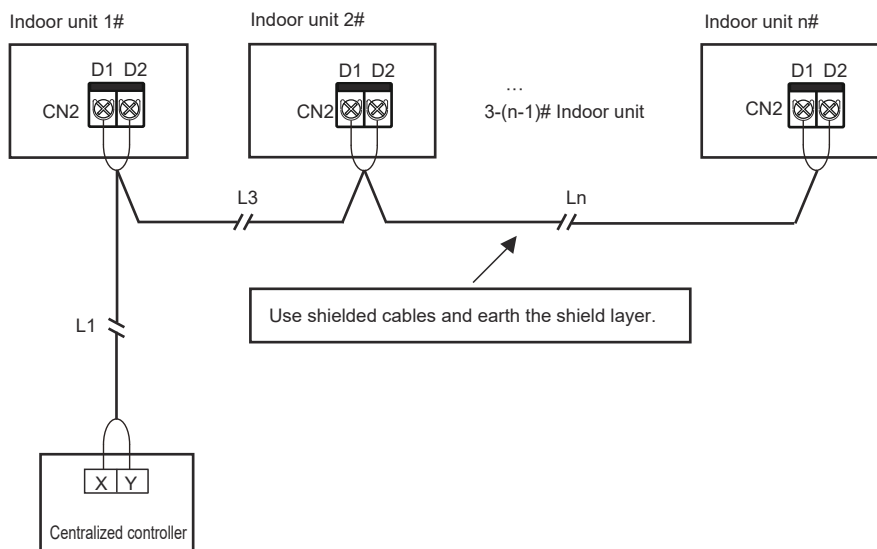 Indoor unit 1#
Indoor unit 2#
Indoor unit n#
D1 D2
D1 D2
D1 D2
CN2
CN2
CN2
...
3-(n-1)# Indoor unit
L3
Ln
Use shielded cables and earth the shield layer.
L1
X Y
Centralized controller